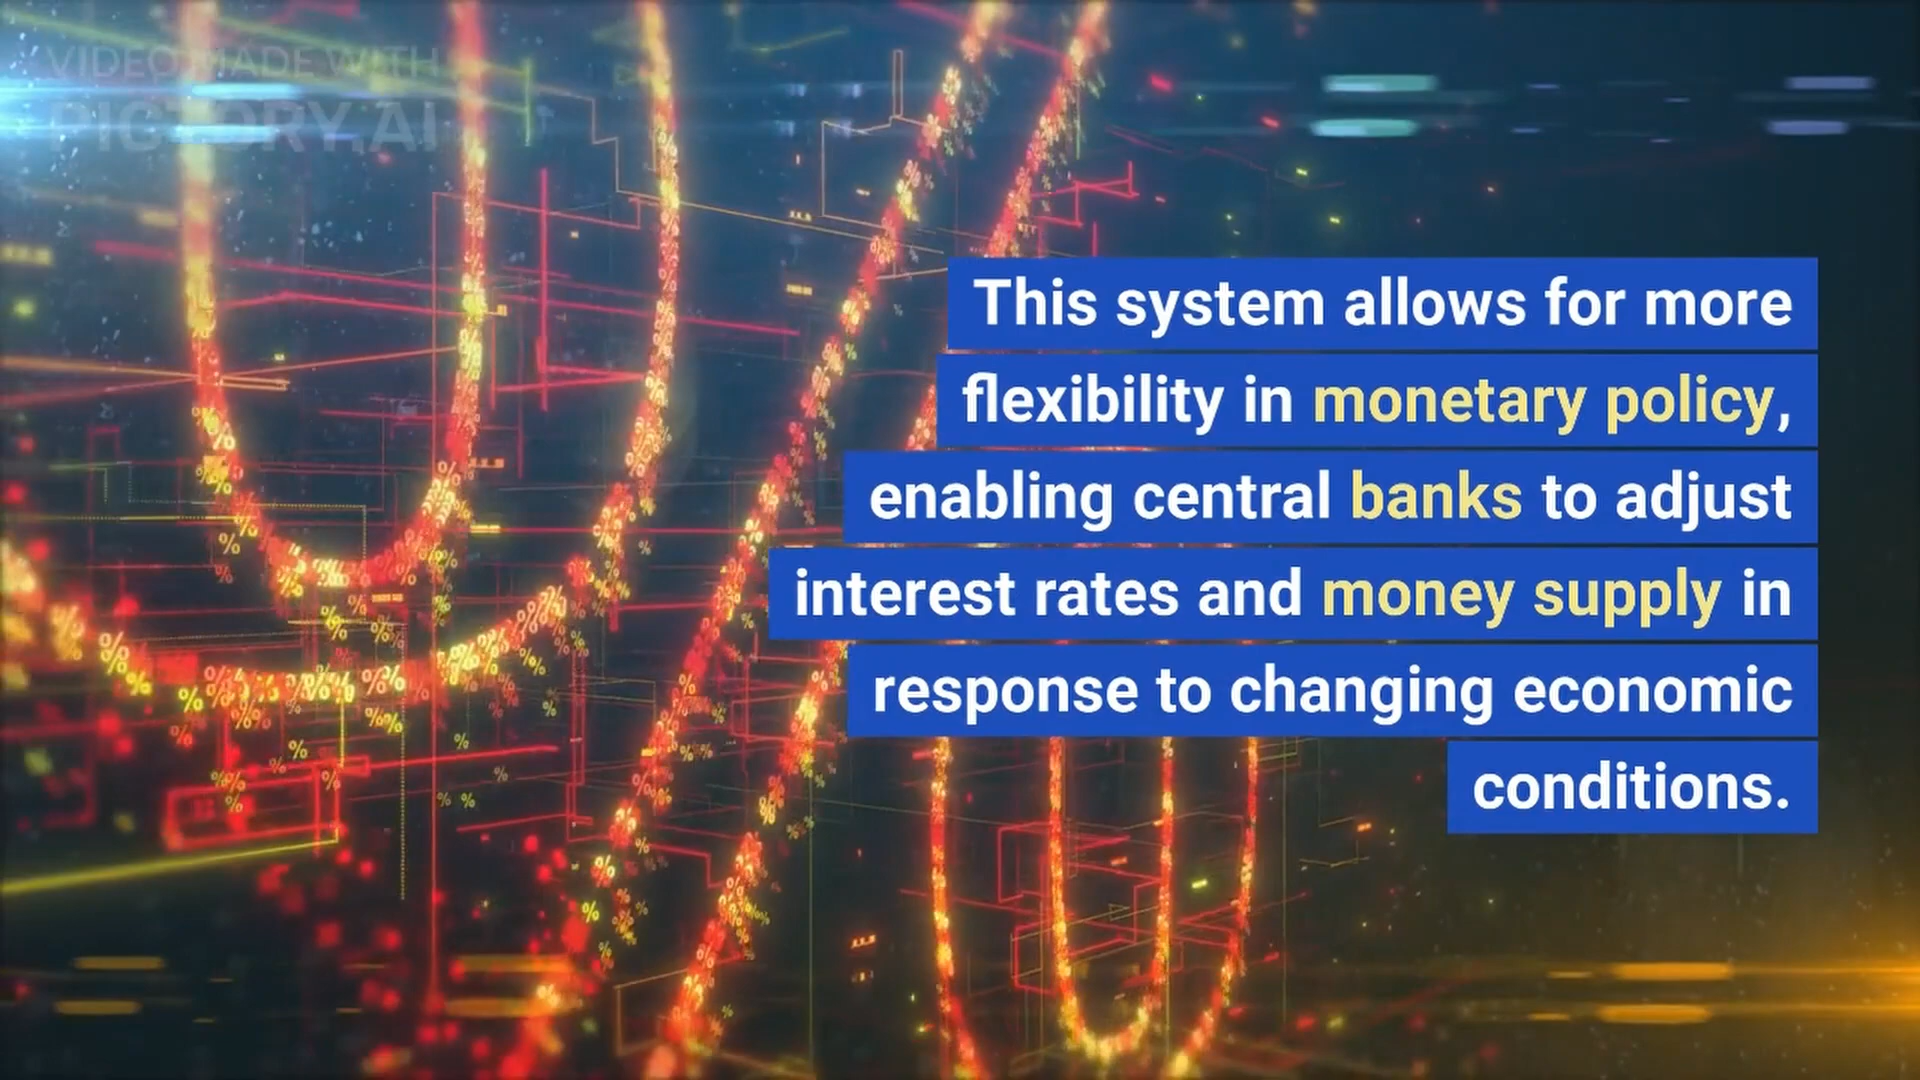 VIDEO MADE WITH
PICTORY.AI
This system allows for more
flexibility in monetary policy,
enabling central banks to adjust
interest rates and money supply in
response to changing economic
conditions.